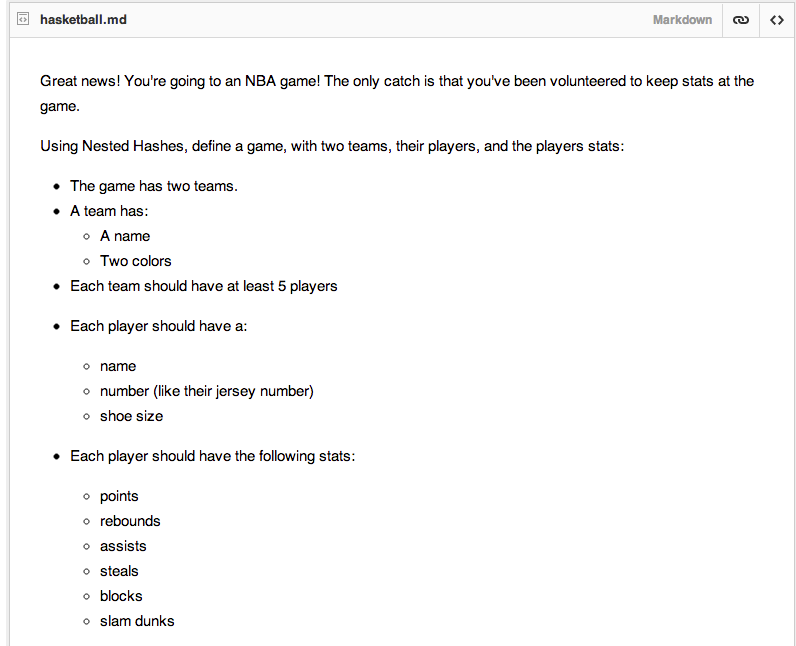 hasketball.md
Markdown
Great news! You're going to an NBA game! The only catch is that you've been volunteered to keep stats at the
game.
Using Nested Hashes, define a game, with two teams, their players, and the players stats:
The game has two teams.
A team has:
A name
Two colors
Each team should have at least 5 players
Each player should have a:
name
number (like their jersey number)
shoe size
Each player should have the following stats:
points
rebounds
assists
steals
blocks
slam dunks